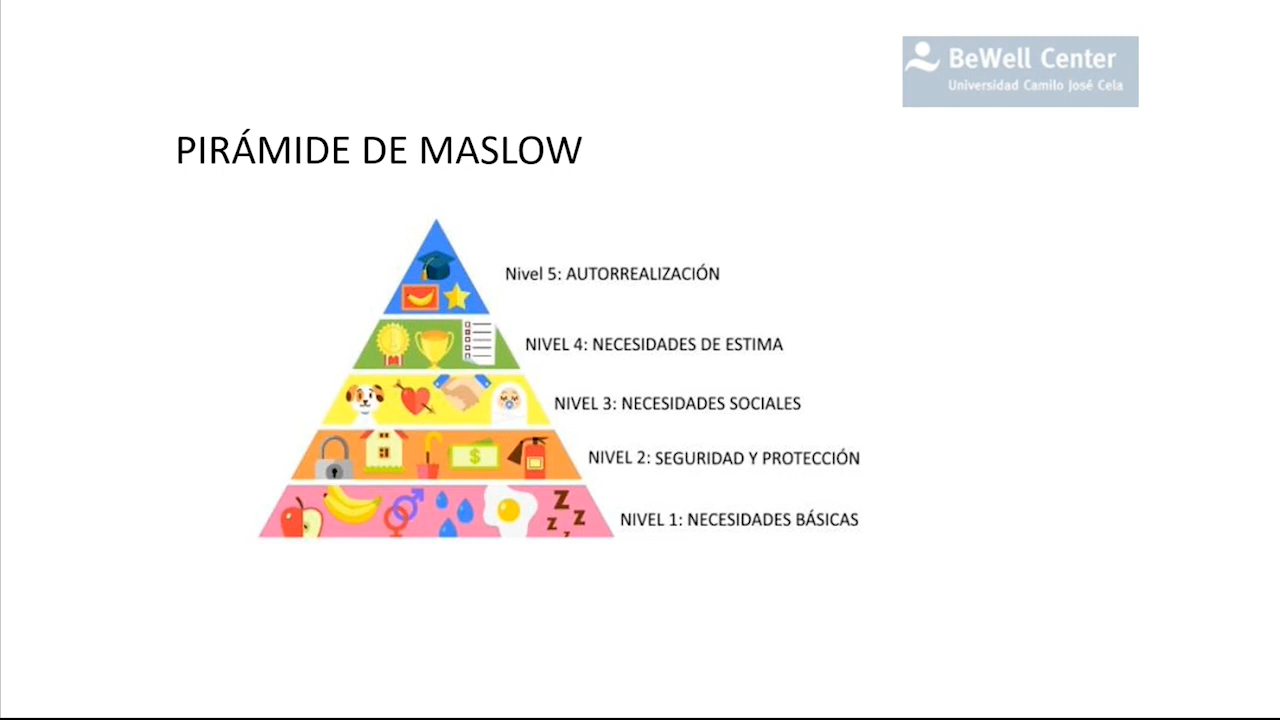 BeWell Center
Universidad Camilo José Cela
PIRÁMIDE DE MASLOW
Nivel 5: AUTORREALIZACIÓN
NIVEL 4: NECESIDADES DE ESTIMA
NIVEL 3: NECESIDADES SOCIALES
NIVEL 2: SEGURIDAD Y PROTECCIÓN
$
Z
Z Z
Z
NIVEL 1: NECESIDADES BÁSICAS